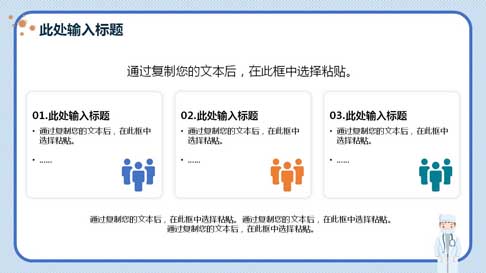 此处输入标题
通过复制您的文本后，在此框中选择粘贴。
01.此处输入标题
• 通过复制您的文本后，在此框中
选择粘贴。
• ......
02.此处输入标题
• 通过复制您的文本后，在此框中
选择粘贴。
• ......
03.此处输入标题
• 通过复制您的文本后，在此框中
选择粘贴。
• ......
通过复制您的文本后，在此框中选择粘贴。通过复制您的文本后，在此框中选择粘贴。
通过复制您的文本后，在此框中选择粘贴。